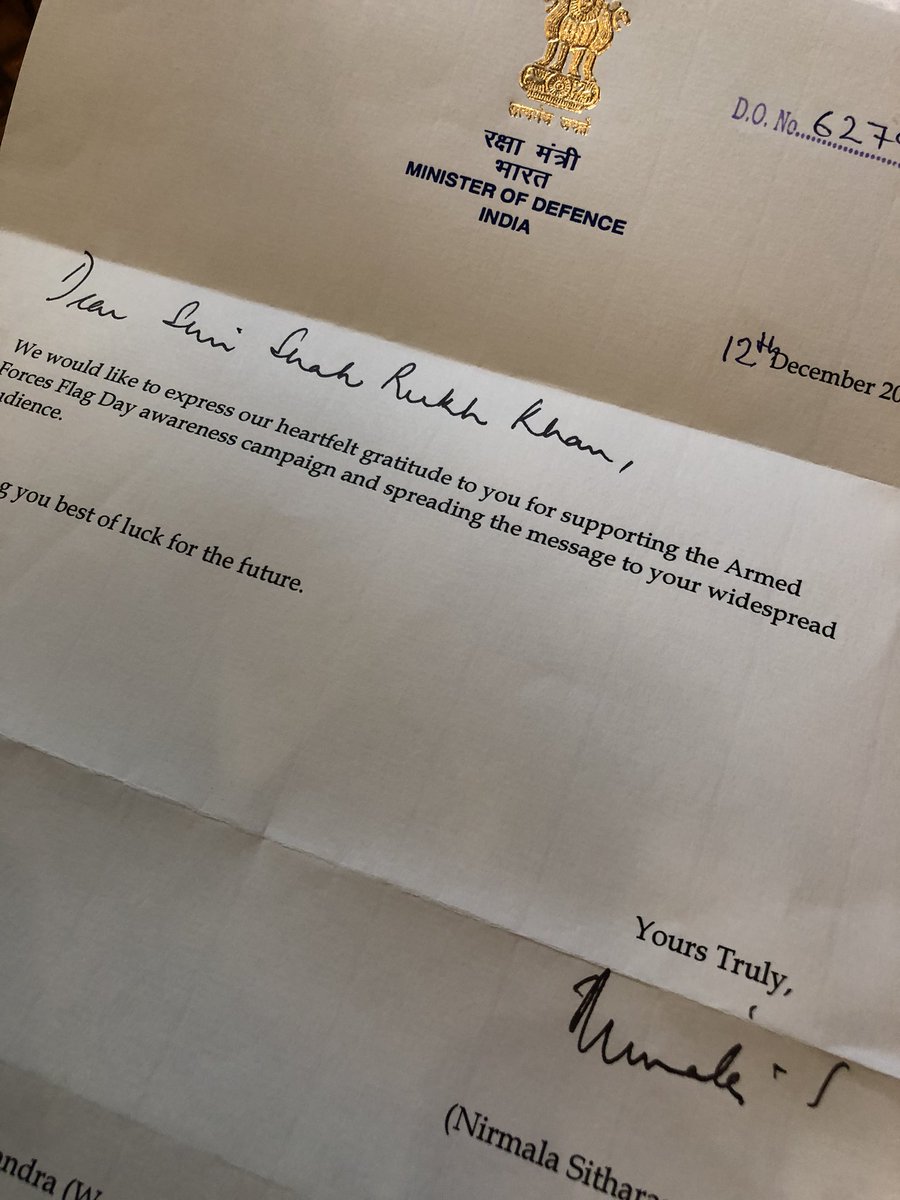 सत्यमेव जयते
रक्षा मंत्री
भारत
MINISTER OF DEFENCE
INDIA
D.O. No. 627
12th December 20
Dear Shri Shah Rukh Khan,
We would like to express our heartfelt gratitude to you for supporting the Armed
Forces Flag Day awareness campaign and spreading the message to your widespread
udience.
g you best of luck for the future.
Yours Truly,
Nirmala S
(Nirmala Sithara
ndra (W